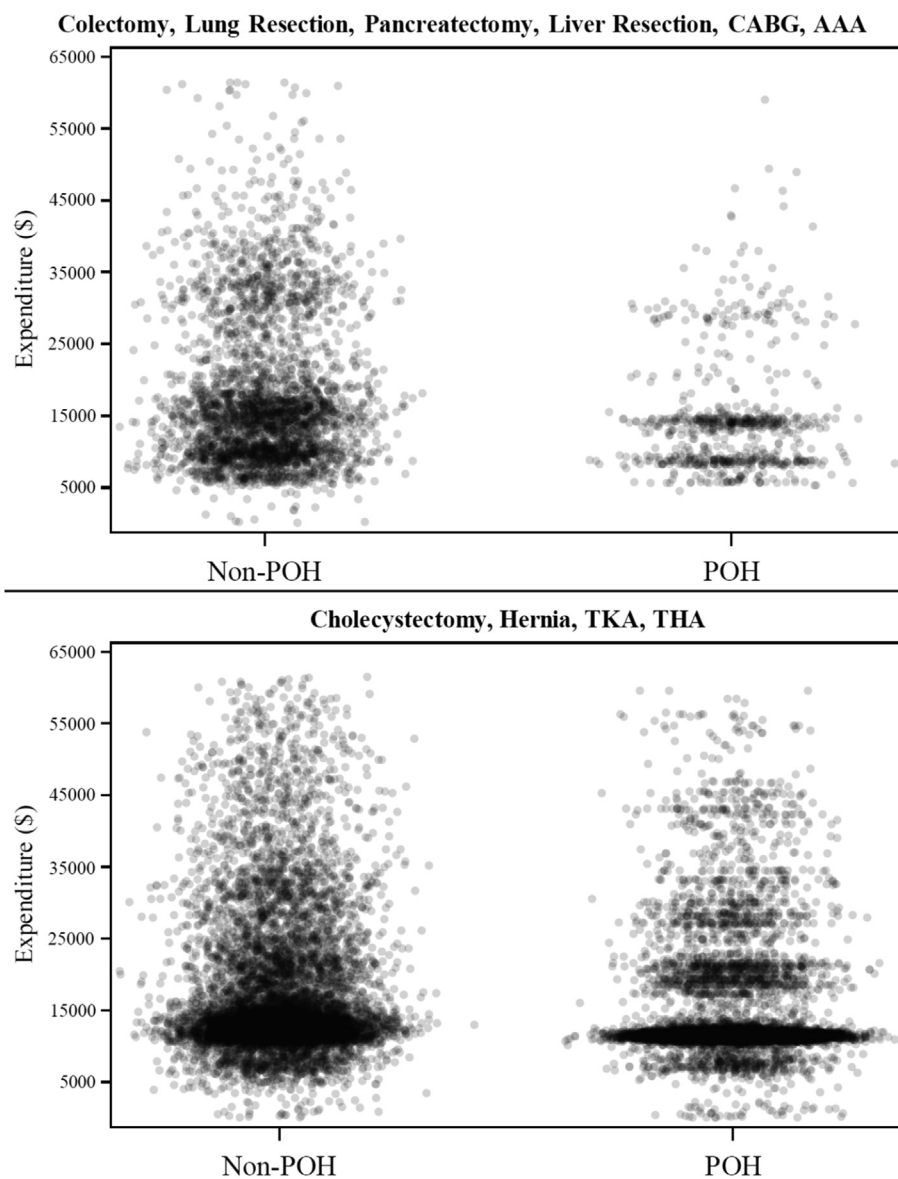 Colectomy, Lung Resection, Pancreatectomy, Liver Resection, CABG, AAA
Expenditure ($)
65000
55000
45000
35000
25000
15000
5000
Non-POH POH
Cholecystectomy, Hernia, TKA, THA
Expenditure ($)
65000
55000
45000
35000
25000
15000
5000
Non-POH POH